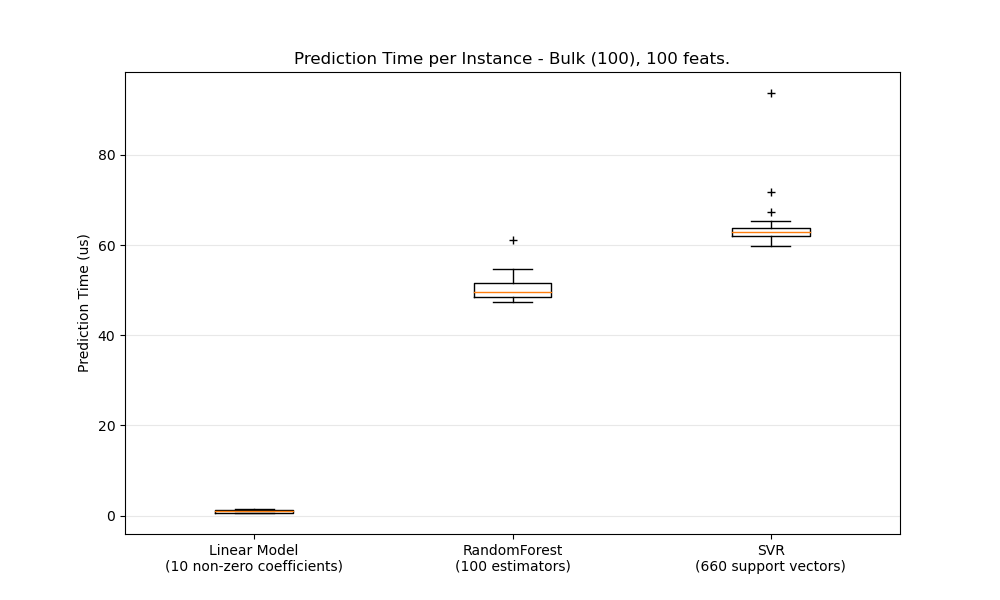 Prediction Time per Instance - Bulk (100), 100 feats.
Prediction Time (us)
80
60
40
20
0
Linear Model
(10 non-zero coefficients)
RandomForest
(100 estimators)
SVR
(660 support vectors)